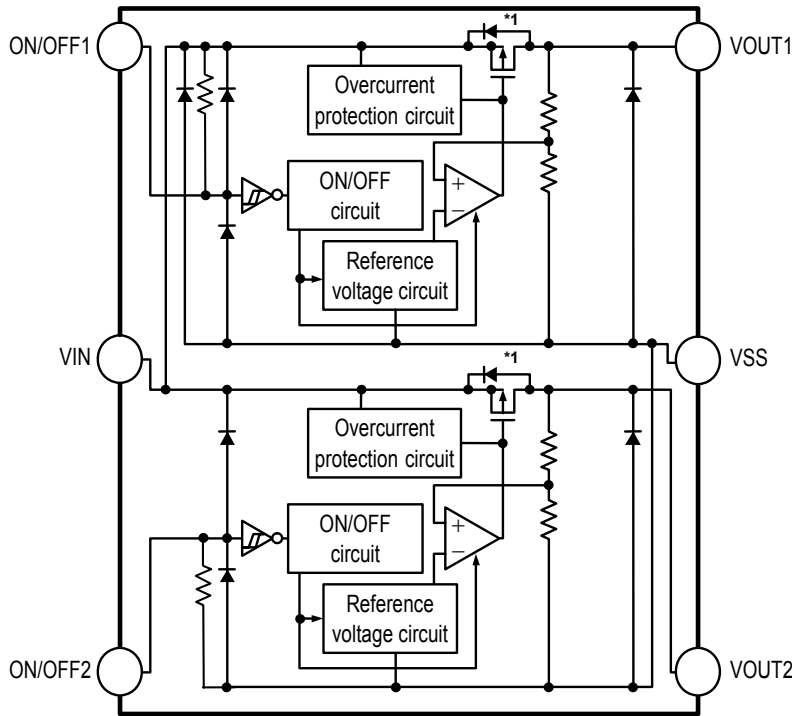 *1
ON/OFF1
VOUT1
Overcurrent
protection circuit
ON/OFF
circuit
+
−
Reference
voltage circuit
VIN
*1
VSS
Overcurrent
protection circuit
ON/OFF
circuit
+
−
Reference
voltage circuit
ON/OFF2
VOUT2